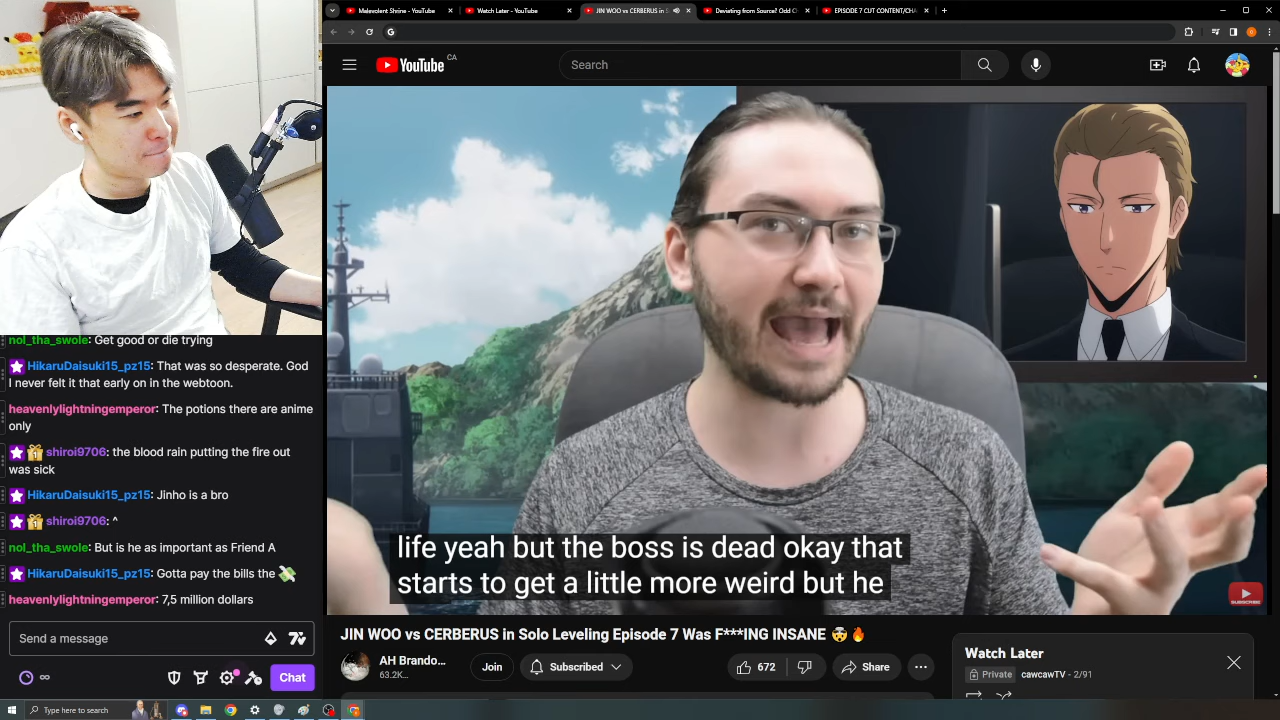 Malevolent Shrine - YouTube
Watch Later - YouTube
JIN WOO vs CERBERUS in S
Deviating from Source? Odd C
EPISODE 7 CUT CONTENT/CHA
YouTube CA
Search
nol_tha_swole: Get good or die trying
HikaruDaisuki15_pz15: That was so desperate. God
I never felt it that early on in the webtoon.
heavenlylightningemperor: The potions there are anime
only
shiroi9706: the blood rain putting the fire out
was sick
HikaruDaisuki15_pz15: Jinho is a bro
shiroi9706: ^
nol_tha_swole: But is he as important as Friend A
HikaruDaisuki15_pz15: Gotta pay the bills the 💸
heavenlylightningemperor: 7,5 million dollars
Send a message
Chat
life yeah but the boss is dead okay that
starts to get a little more weird but he
SUBSCRIBE
JIN WOO vs CERBERUS in Solo Leveling Episode 7 Was F***ING INSANE 🤯🔥
AH Brando...
63.2K...
Join
Subscribed
672
Share
Watch Later
Private cawcawTV - 2/91
Type here to search